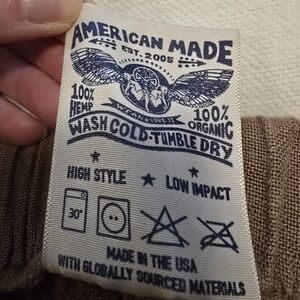 AMERICAN MADE
EST. 2005
100%
HEMP
100%
ORGANIC
WASH COLD · TUMBLE DRY
HIGH STYLE
LOW IMPACT
30°
MADE IN THE USA
WITH GLOBALLY SOURCED MATERIALS